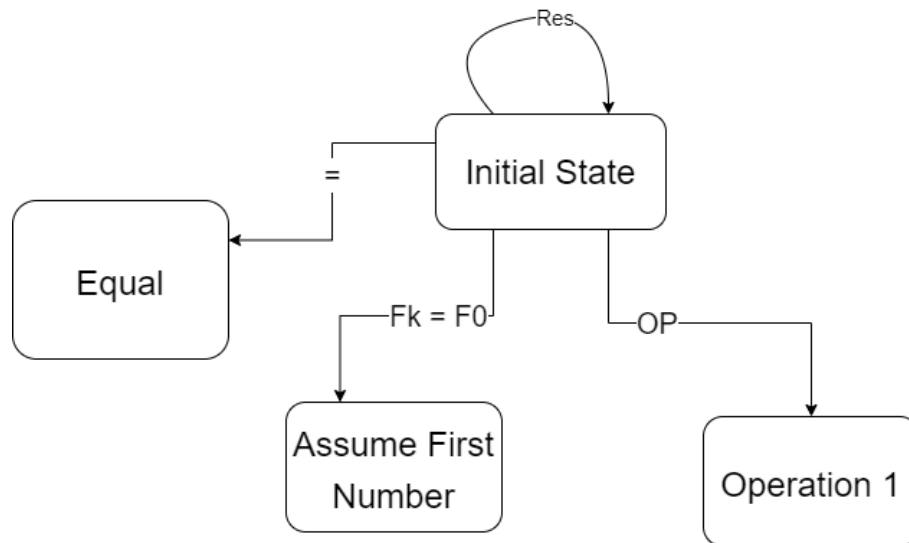 Res
Initial State
=
Equal
Fk = F0
OP
Assume First
Number
Operation 1